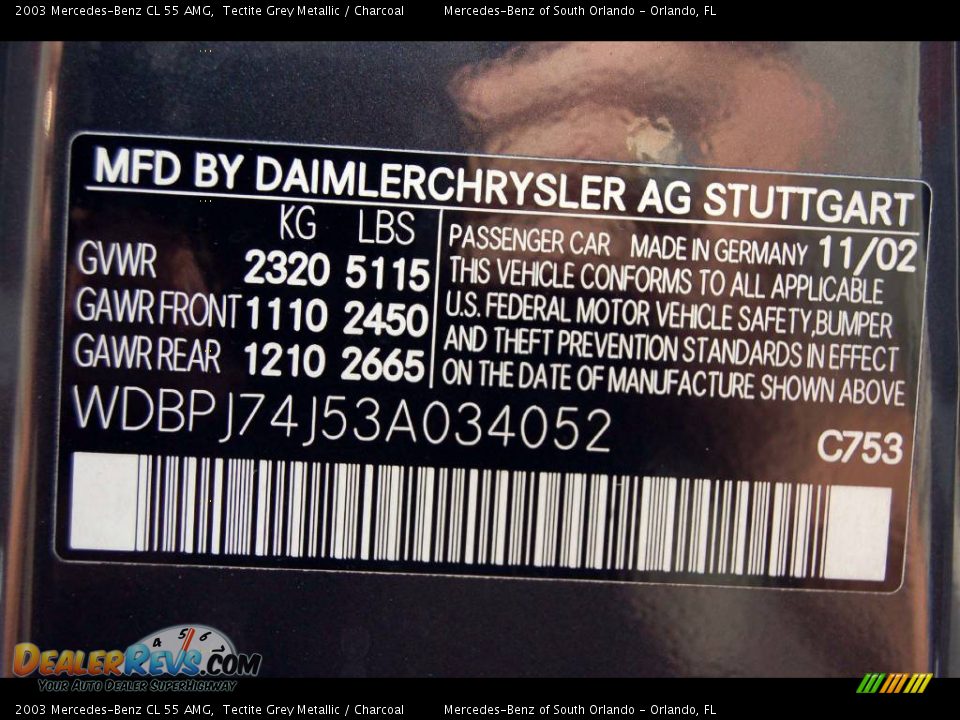 2003 Mercedes-Benz CL 55 AMG, Tectite Grey Metallic / Charcoal Mercedes-Benz of South Orlando - Orlando, FL
MFD BY DAIMLERCHRYSLER AG STUTTGART
KG LBS
GVWR 2320 5115
GAWR FRONT 1110 2450
GAWR REAR 1210 2665
PASSENGER CAR MADE IN GERMANY 11/02
THIS VEHICLE CONFORMS TO ALL APPLICABLE
U.S. FEDERAL MOTOR VEHICLE SAFETY,BUMPER
AND THEFT PREVENTION STANDARDS IN EFFECT
ON THE DATE OF MANUFACTURE SHOWN ABOVE
WDBPJ74J53A034052
C753
4 5 6
DEALERREVS.COM
YOUR AUTO DEALER SUPERHIGHWAY
2003 Mercedes-Benz CL 55 AMG, Tectite Grey Metallic / Charcoal Mercedes-Benz of South Orlando - Orlando, FL